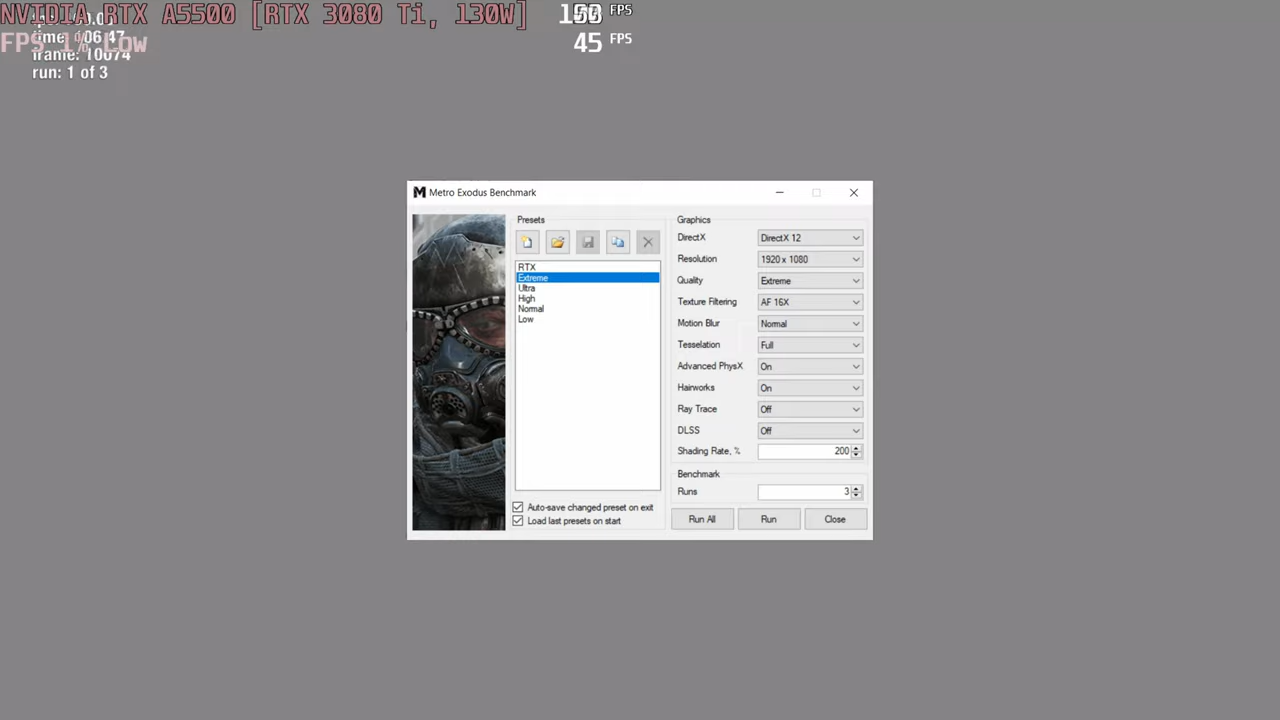 NVIDIA RTX A5500 [RTX 3080 Ti, 130W] FPS
FPS 1% Low 45 FPS
frame: 10074
run: 1 of 3
Metro Exodus Benchmark
Presets
RTX
Extreme
Ultra
High
Normal
Low
Auto-save changed preset on exit
Load last presets on start
Graphics
DirectX DirectX 12
Resolution 1920 x 1080
Quality Extreme
Texture Filtering AF 16X
Motion Blur Normal
Tesselation Full
Advanced PhysX On
Hairworks On
Ray Trace Off
DLSS Off
Shading Rate, % 200
Benchmark
Runs 3
Run All Run Close